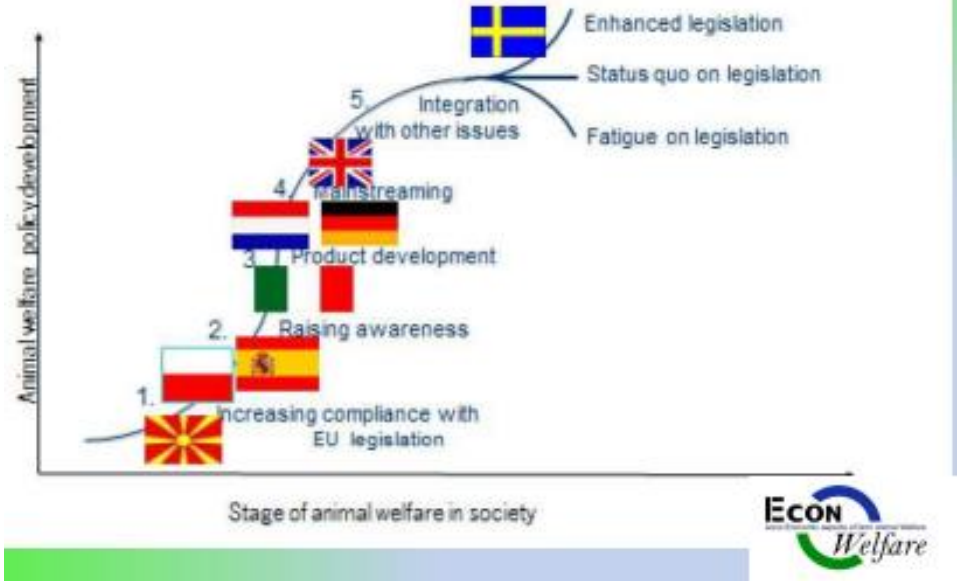 Enhanced legislation
Status quo on legislation
Fatigue on legislation
5.
Integration
with other issues
4.
Mainstreaming
3.
Product development
2.
Raising awareness
1.
Increasing compliance with
EU legislation
Animal welfare policy development
Stage of animal welfare in society
ECON
Welfare